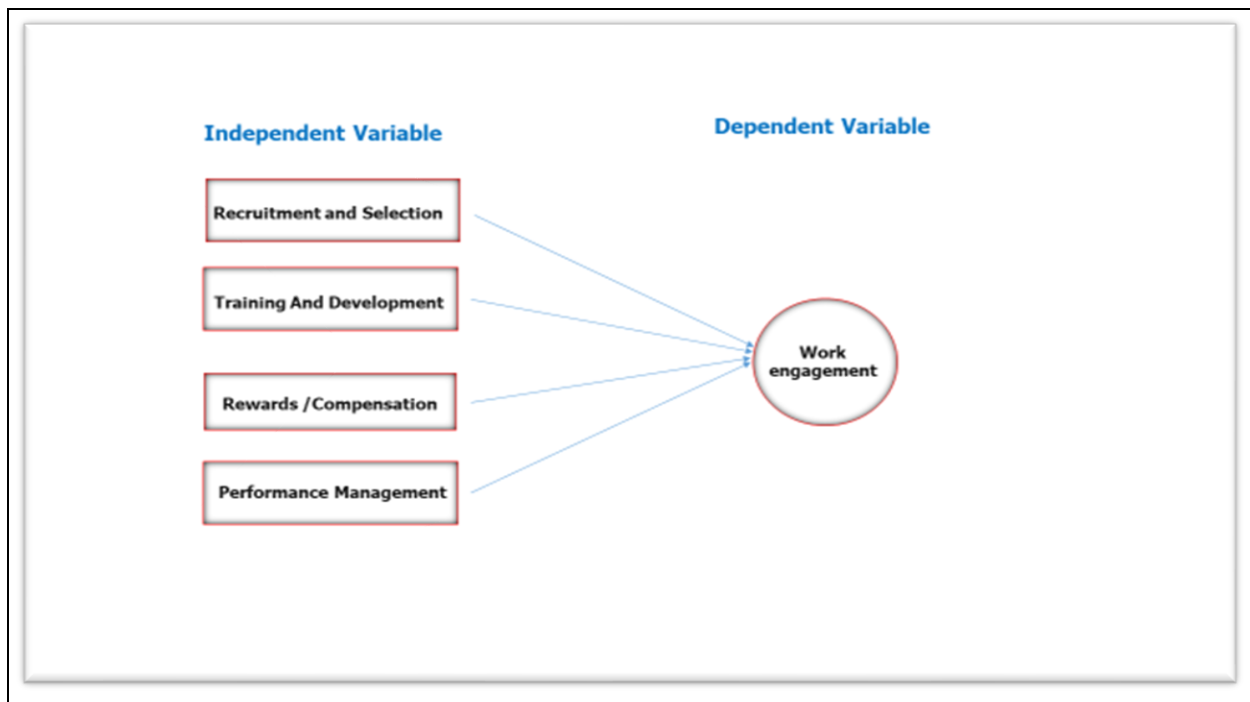 Independent Variable
Dependent Variable
Recruitment and Selection
Training And Development
Rewards /Compensation
Performance Management
Work
engagement